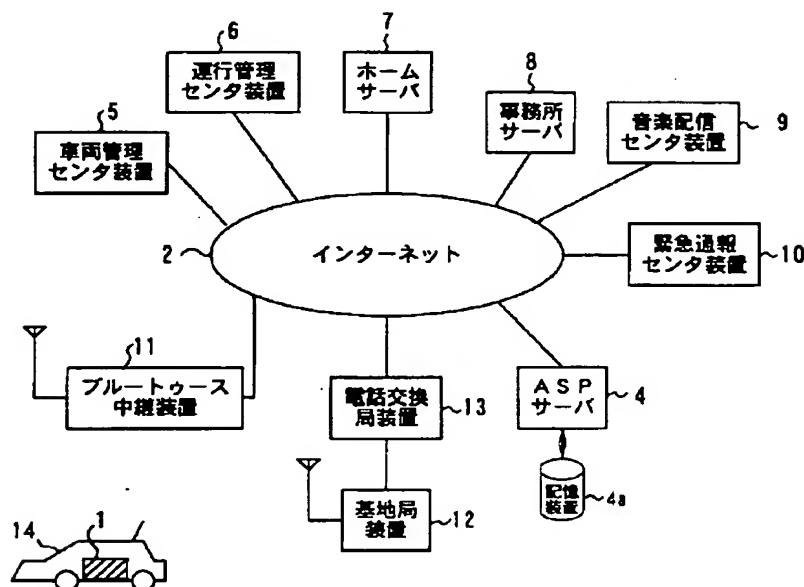 7
6
8
ホーム
サーバ
運行管理
センタ装置
事務所
サーバ
音楽配信
センタ装置
9
5
車両管理
センタ装置
2
インターネット
緊急通報
センタ装置
10
11
ブルートゥース
中継装置
電話交換
局装置
13
ASP
サーバ
4
記憶
装置
4a
基地局
装置
12
14
1